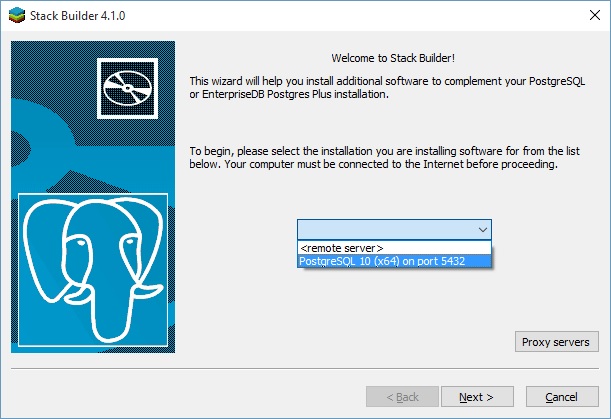 Stack Builder 4.1.0
Welcome to Stack Builder!
This wizard will help you install additional software to complement your PostgreSQL
or EnterpriseDB Postgres Plus installation.
To begin, please select the installation you are installing software for from the list
below. Your computer must be connected to the Internet before proceeding.
<remote server>
PostgreSQL 10 (x64) on port 5432
Proxy servers
< Back
Next >
Cancel